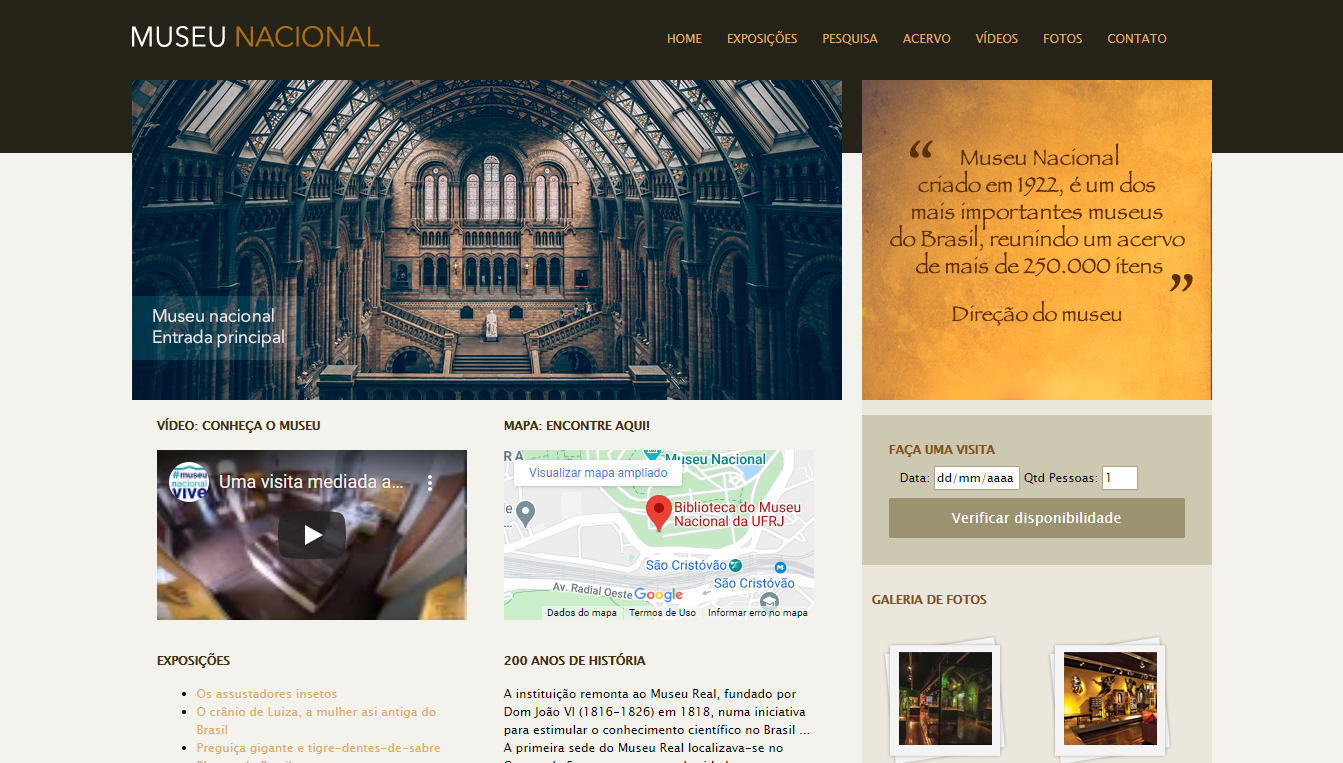 MUSEU NACIONAL
HOME EXPOSIÇÕES PESQUISA ACERVO VÍDEOS FOTOS CONTATO
Museu nacional
Entrada principal
“ Museu Nacional
criado em 1922, é um dos
mais importantes museus
do Brasil, reunindo um acervo
de mais de 250.000 itens ”
Direção do museu
VÍDEO: CONHEÇA O MUSEU
#museu
nacional
vive
Uma visita mediada a...
MAPA: ENCONTRE AQUI!
Museu Nacional
Visualizar mapa ampliado
Biblioteca do Museu
Nacional da UFRJ
São Cristóvão
São Cristóvão
Av. Radial Oeste
Google
Dados do mapa Termos de Uso Informar erro no mapa
FAÇA UMA VISITA
Data: dd/mm/aaaa Qtd Pessoas: 1
Verificar disponibilidade
GALERIA DE FOTOS
EXPOSIÇÕES
Os assustadores insetos
O crânio de Luiza, a mulher asi antiga do
Brasil
Preguiça gigante e tigre-dentes-de-sabre
200 ANOS DE HISTÓRIA
A instituição remonta ao Museu Real, fundado por
Dom João VI (1816-1826) em 1818, numa iniciativa
para estimular o conhecimento científico no Brasil ...
A primeira sede do Museu Real localizava-se no